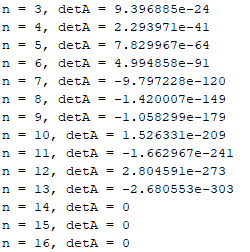 n = 3, detA = 9.396885e-24
n = 4, detA = 2.293971e-41
n = 5, detA = 7.829967e-64
n = 6, detA = 4.994858e-91
n = 7, detA = -9.797228e-120
n = 8, detA = -1.420007e-149
n = 9, detA = -1.058299e-179
n = 10, detA = 1.526331e-209
n = 11, detA = -1.662967e-241
n = 12, detA = 2.804591e-273
n = 13, detA = -2.680553e-303
n = 14, detA = 0
n = 15, detA = 0
n = 16, detA = 0